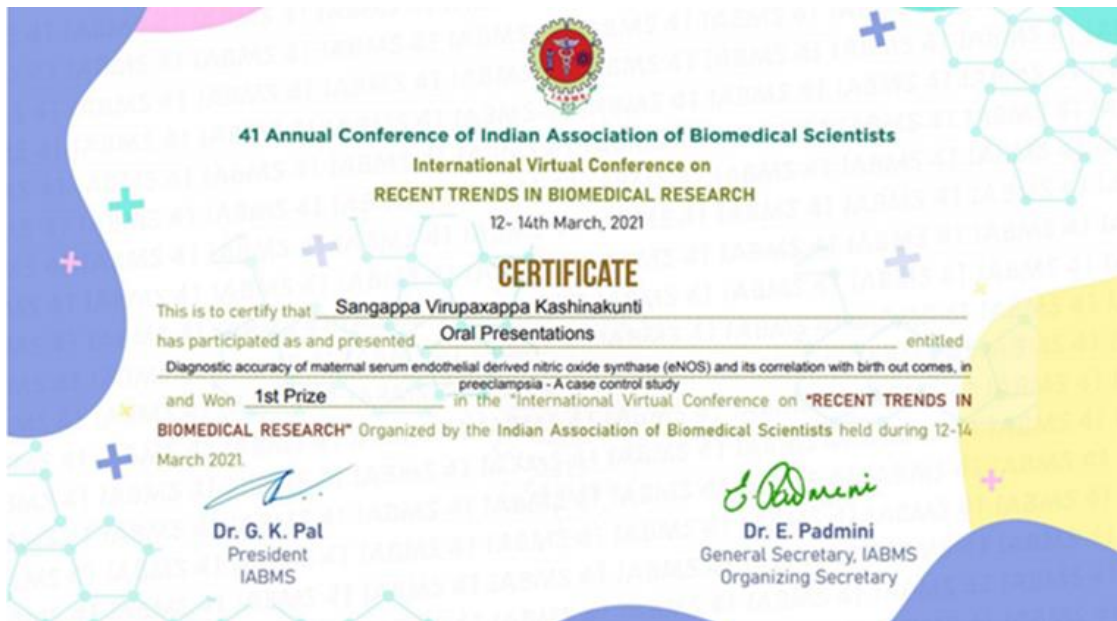 IABMS
41 Annual Conference of Indian Association of Biomedical Scientists
International Virtual Conference on
RECENT TRENDS IN BIOMEDICAL RESEARCH
12- 14th March, 2021
CERTIFICATE
This is to certify that Sangappa Virupaxappa Kashinakunti
has participated as and presented Oral Presentations entitled
Diagnostic accuracy of maternal serum endothelial derived nitric oxide synthase (eNOS) and its correlation with birth out comes, in
preeclampsia - A case control study
and Won 1st Prize in the "International Virtual Conference on "RECENT TRENDS IN
BIOMEDICAL RESEARCH" Organized by the Indian Association of Biomedical Scientists held during 12-14
March 2021.
E. Padmini
Dr. G. K. Pal
President
IABMS
Dr. E. Padmini
General Secretary, IABMS
Organizing Secretary